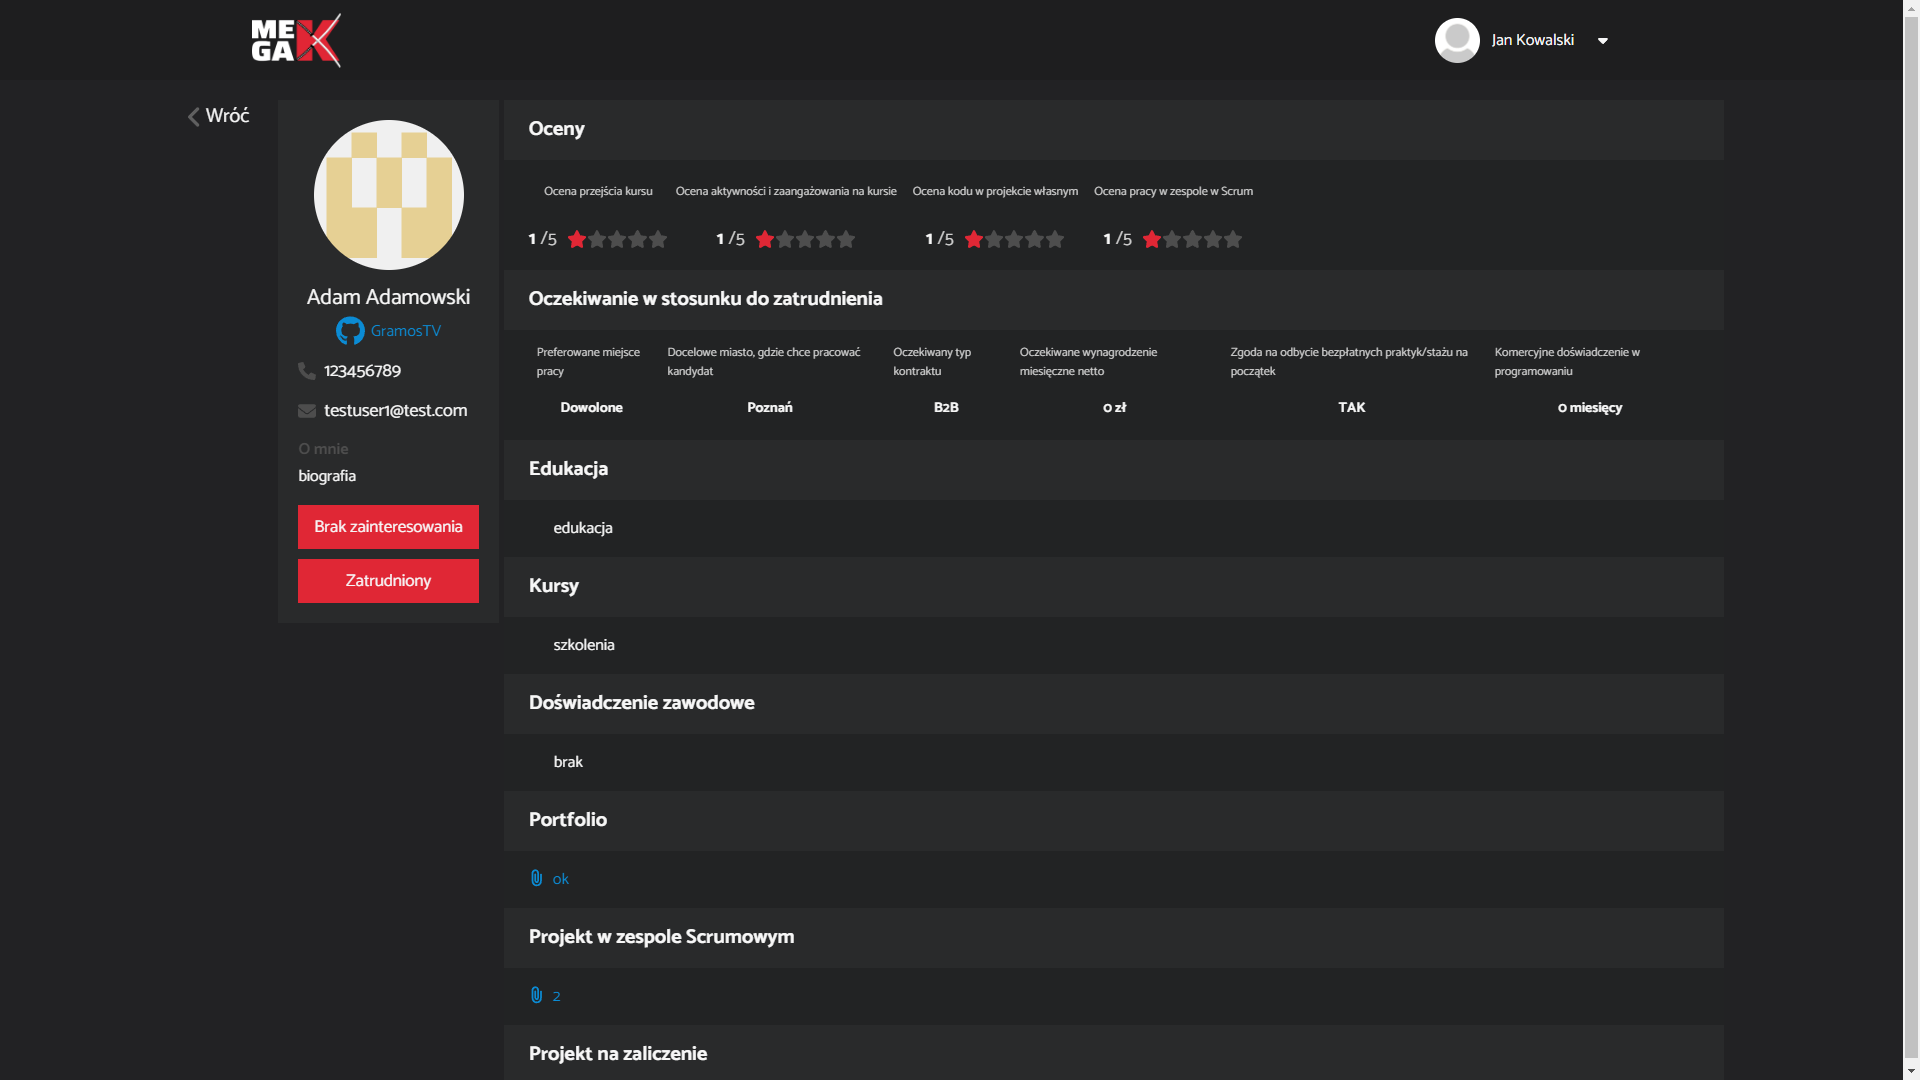 MEGAK
Jan Kowalski
Wróć
Adam Adamowski
GramosTV
123456789
testuser1@test.com
O mnie
biografia
Brak zainteresowania
Zatrudniony
Oceny
Ocena przejścia kursu
Ocena aktywności i zaangażowania na kursie
Ocena kodu w projekcie własnym
Ocena pracy w zespole w Scrum
1 /5
1 /5
1 /5
1 /5
Oczekiwanie w stosunku do zatrudnienia
Preferowane miejsce
pracy
Docelowe miasto, gdzie chce pracować
kandydat
Oczekiwany typ
kontraktu
Oczekiwane wynagrodzenie
miesięczne netto
Zgoda na odbycie bezpłatnych praktyk/stażu na
początek
Komercyjne doświadczenie w
programowaniu
Dowolone
Poznań
B2B
0 zł
TAK
0 miesięcy
Edukacja
edukacja
Kursy
szkolenia
Doświadczenie zawodowe
brak
Portfolio
ok
Projekt w zespole Scrumowym
2
Projekt na zaliczenie